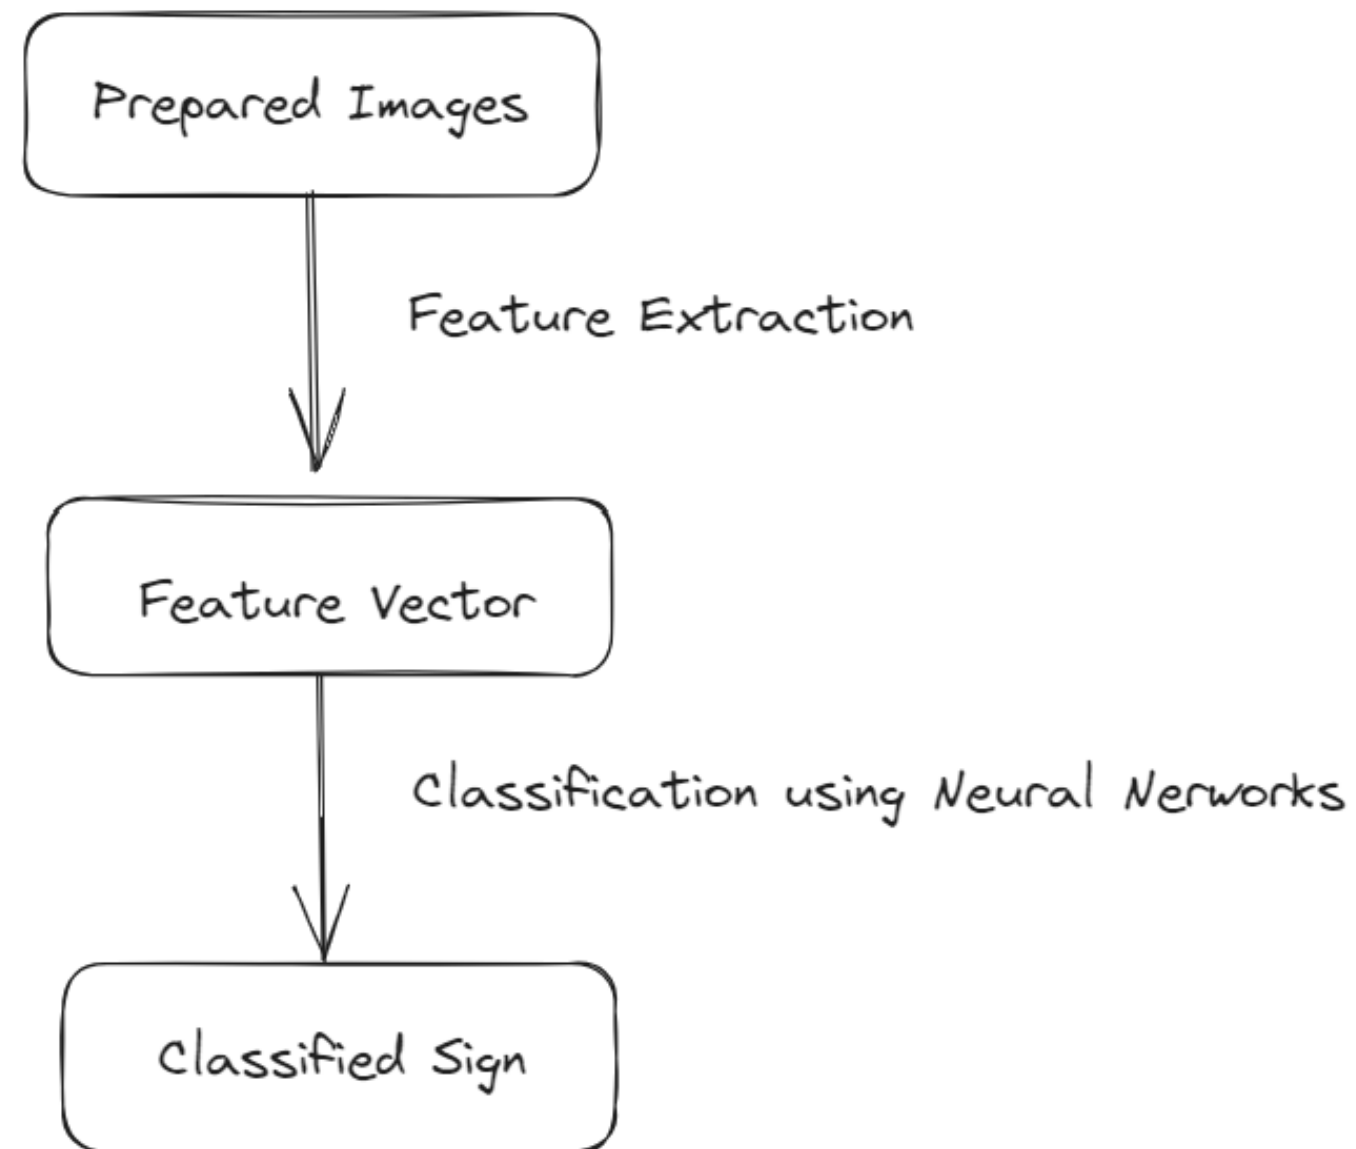 Prepared Images
Feature Extraction
Feature Vector
Classification using Neural Nerworks
Classified Sign